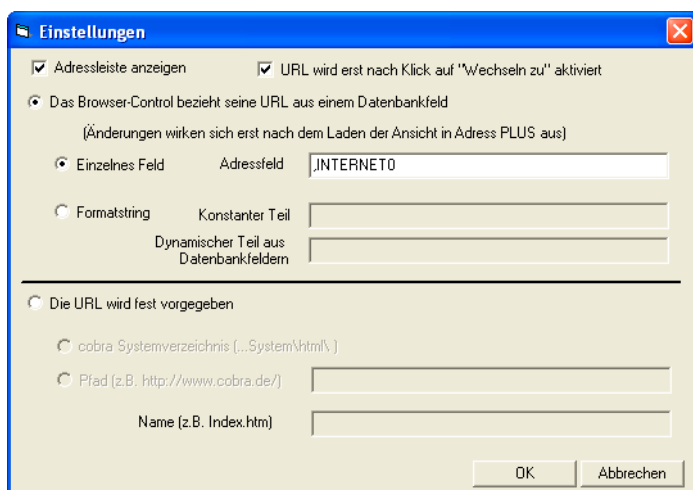 Einstellungen
Adressleiste anzeigen URL wird erst nach Klick auf "Wechseln zu" aktiviert
Das Browser-Control bezieht seine URL aus einem Datenbankfeld
(Änderungen wirken sich erst nach dem Laden der Ansicht in Adress PLUS aus)
Einzelnes Feld Adressfeld ,INTERNET0
Formatstring Konstanter Teil
Dynamischer Teil aus
Datenbankfeldern
Die URL wird fest vorgegeben
cobra Systemverzeichnis (...System\html\ )
Pfad (z.B. http://www.cobra.de/)
Name (z.B. Index.htm)
OK Abbrechen